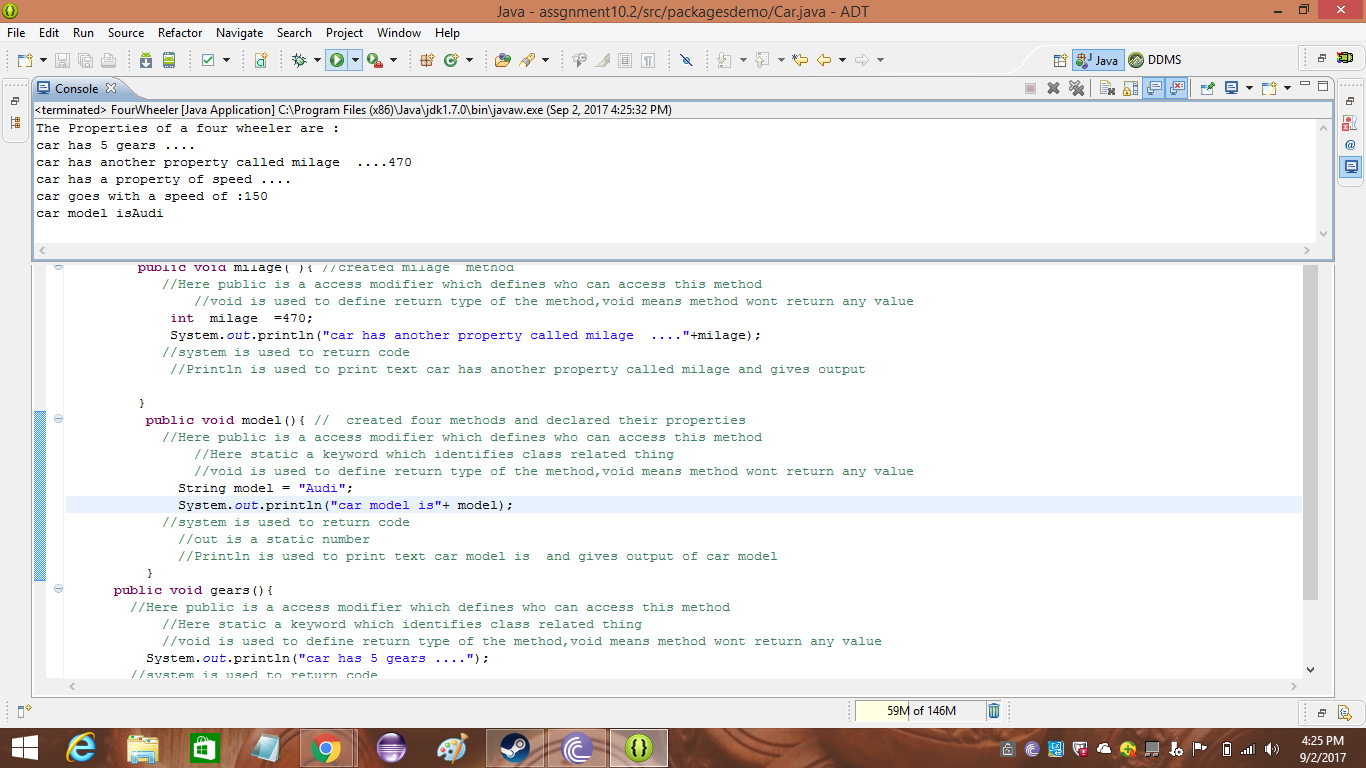 Java - assgnment10.2/src/packagesdemo/Car.java - ADT
File Edit Run Source Refactor Navigate Search Project Window Help
Java DDMS
Console
<terminated> FourWheeler [Java Application] C:\Program Files (x86)\Java\jdk1.7.0\bin\javaw.exe (Sep 2, 2017 4:25:32 PM)
The Properties of a four wheeler are :
car has 5 gears ....
car has another property called milage  ....470
car has a property of speed ....
car goes with a speed of :150
car model isAudi
public void milage( ){ //created milage  method
//Here public is a access modifier which defines who can access this method
//void is used to define return type of the method,void means method wont return any value
int  milage  =470;
System.out.println("car has another property called milage  ...."+milage);
//system is used to return code
//Println is used to print text car has another property called milage and gives output
}
public void model(){ //  created four methods and declared their properties
//Here public is a access modifier which defines who can access this method
//Here static a keyword which identifies class related thing
//void is used to define return type of the method,void means method wont return any value
String model = "Audi";
System.out.println("car model is"+ model);
//system is used to return code
//out is a static number
//Println is used to print text car model is  and gives output of car model
}
public void gears(){
//Here public is a access modifier which defines who can access this method
//Here static a keyword which identifies class related thing
//void is used to define return type of the method,void means method wont return any value
System.out.println("car has 5 gears ....");
//system is used to return code
59M of 146M
4:25 PM
9/2/2017